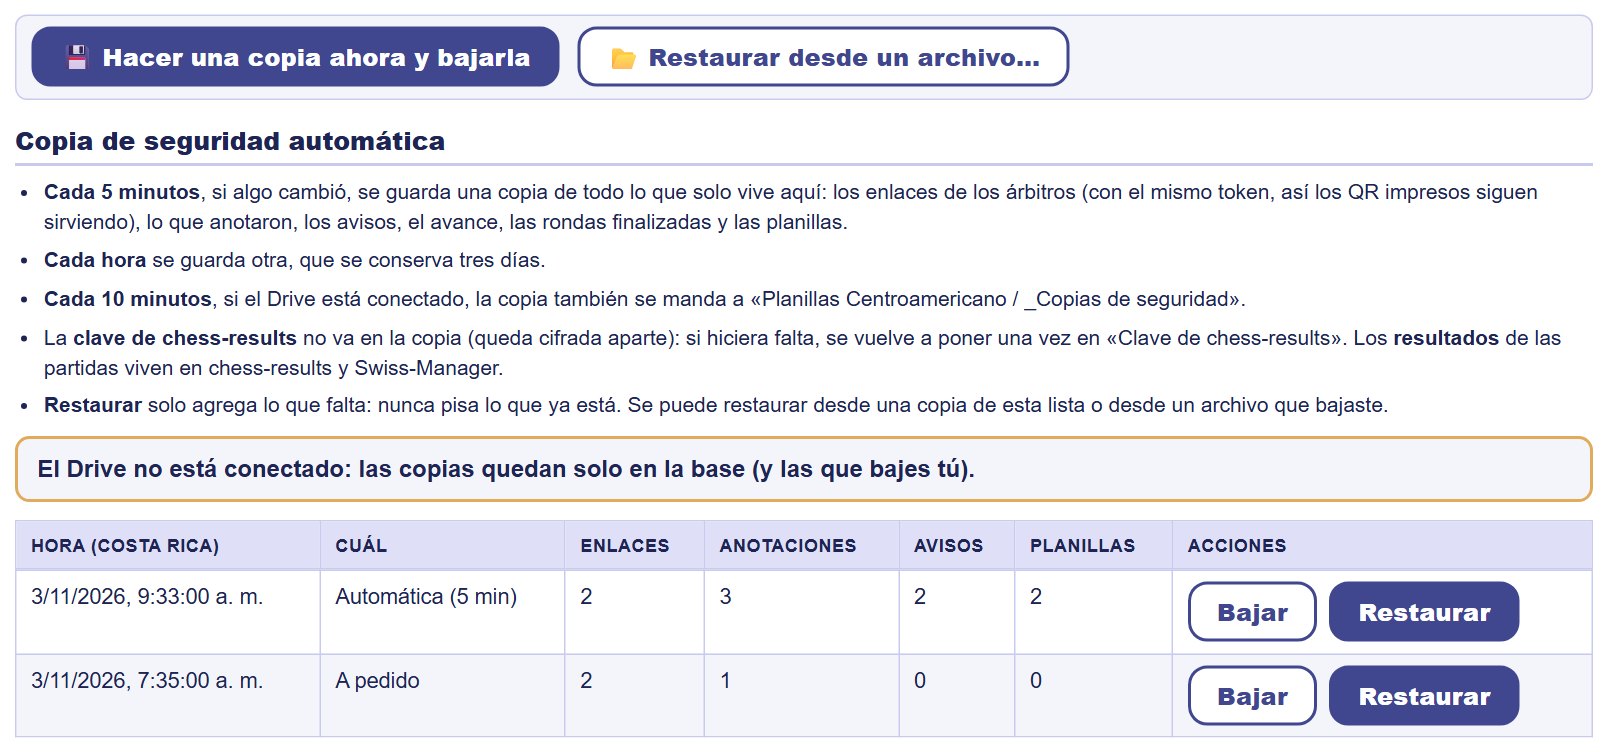 Hacer una copia ahora y bajarla
Restaurar desde un archivo...
Copia de seguridad automática
• Cada 5 minutos, si algo cambió, se guarda una copia de todo lo que solo vive aquí: los enlaces de los árbitros (con el mismo token, así los QR impresos siguen
sirviendo), lo que anotaron, los avisos, el avance, las rondas finalizadas y las planillas.
• Cada hora se guarda otra, que se conserva tres días.
• Cada 10 minutos, si el Drive está conectado, la copia también se manda a «Planillas Centroamericano / _Copias de seguridad».
• La clave de chess-results no va en la copia (queda cifrada aparte): si hiciera falta, se vuelve a poner una vez en «Clave de chess-results». Los resultados de las
partidas viven en chess-results y Swiss-Manager.
• Restaurar solo agrega lo que falta: nunca pisa lo que ya está. Se puede restaurar desde una copia de esta lista o desde un archivo que bajaste.
El Drive no está conectado: las copias quedan solo en la base (y las que bajes tú).
HORA (COSTA RICA) CUÁL ENLACES ANOTACIONES AVISOS PLANILLAS ACCIONES
3/11/2026, 9:33:00 a. m. Automática (5 min) 2 3 2 2 Bajar Restaurar
3/11/2026, 7:35:00 a. m. A pedido 2 1 0 0 Bajar Restaurar